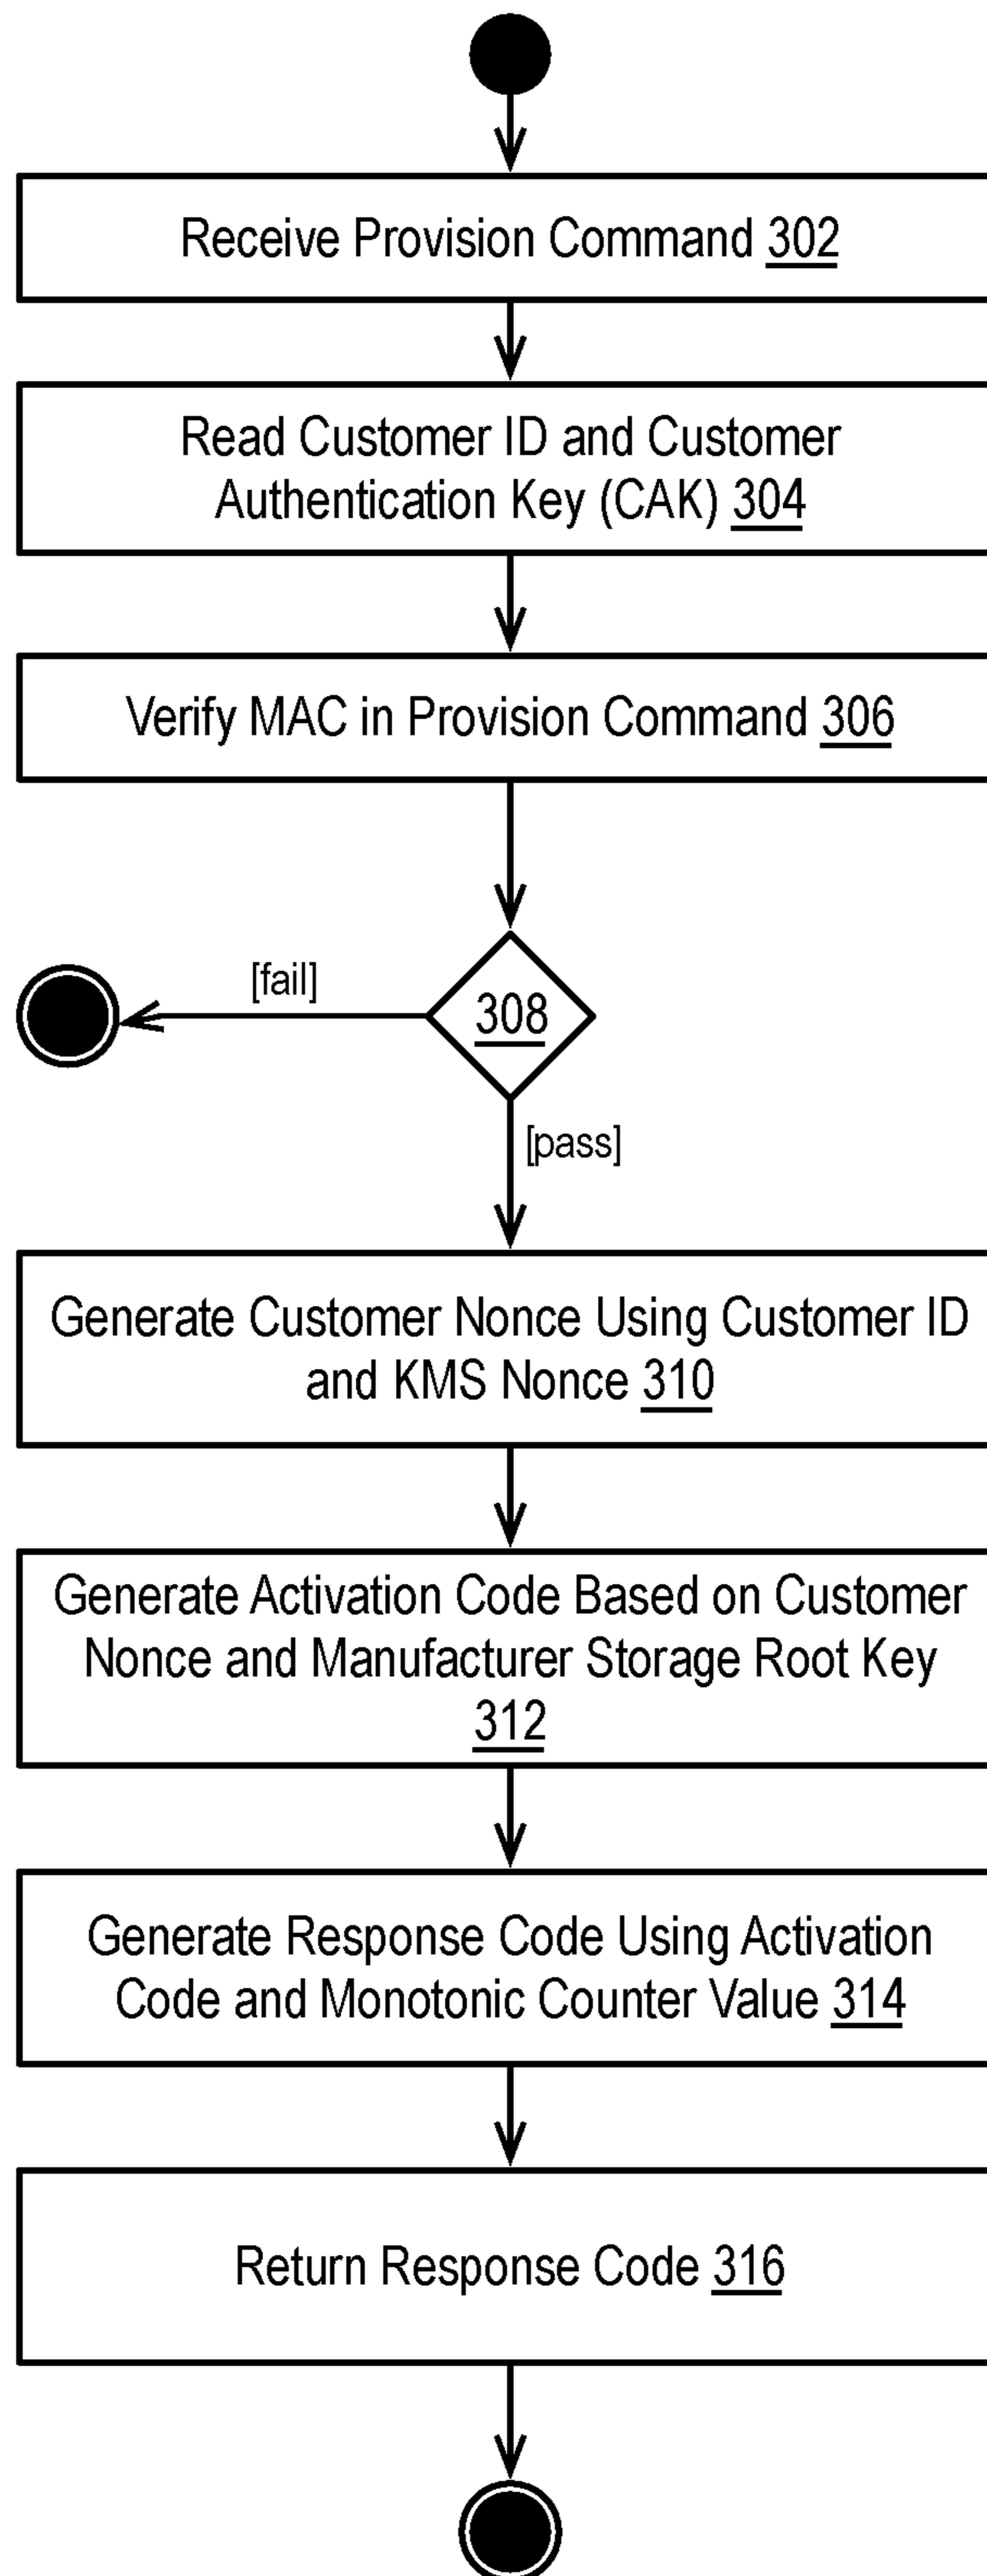 Receive Provision Command 302
Read Customer ID and Customer
Authentication Key (CAK) 304
Verify MAC in Provision Command 306
[fail]
308
[pass]
Generate Customer Nonce Using Customer ID
and KMS Nonce 310
Generate Activation Code Based on Customer
Nonce and Manufacturer Storage Root Key
312
Generate Response Code Using Activation
Code and Monotonic Counter Value 314
Return Response Code 316